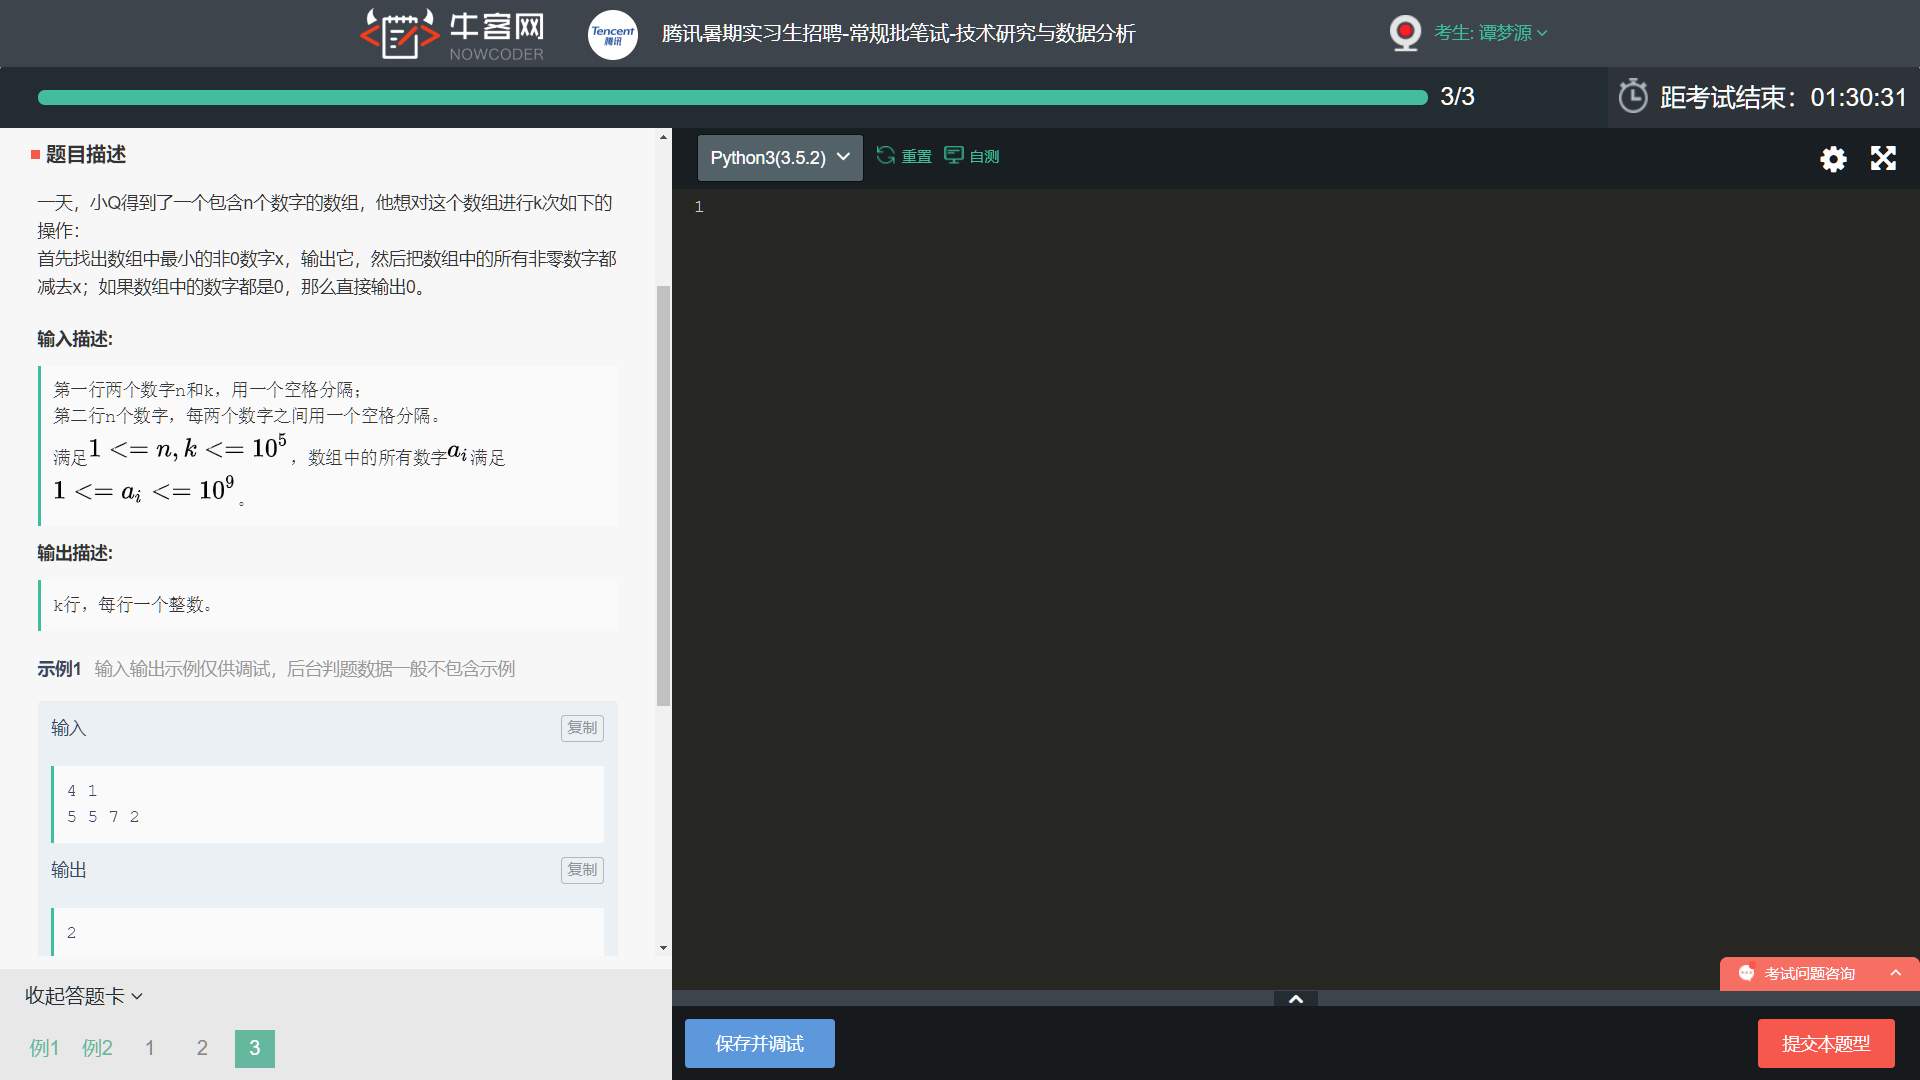 牛客网
NOWCODER
Tencent
腾讯
腾讯暑期实习生招聘-常规批笔试-技术研究与数据分析
考生: 谭梦源
3/3
距考试结束：01:30:31
题目描述
一天，小Q得到了一个包含n个数字的数组，他想对这个数组进行k次如下的
操作：
首先找出数组中最小的非0数字x，输出它，然后把数组中的所有非零数字都
减去x；如果数组中的数字都是0，那么直接输出0。
输入描述:
第一行两个数字n和k，用一个空格分隔；
第二行n个数字，每两个数字之间用一个空格分隔。
满足1 <= n, k <= 10^5，数组中的所有数字a_i满足
1 <= a_i <= 10^9。
输出描述:
k行，每行一个整数。
示例1 输入输出示例仅供调试，后台判题数据一般不包含示例
输入
复制
4 1
5 5 7 2
输出
复制
2
收起答题卡
例1 例2 1 2 3
Python3(3.5.2)
重置
自测
1
考试问题咨询
保存并调试
提交本题型